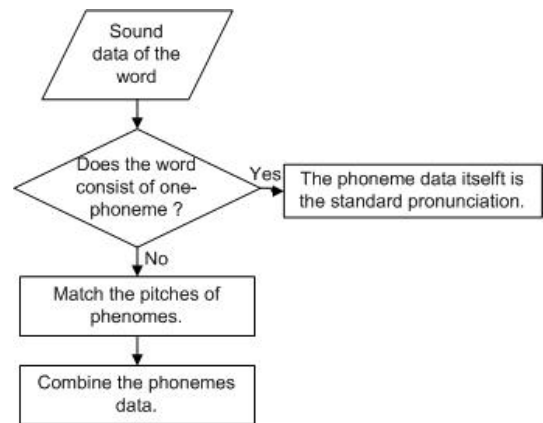 Sound
data of the
word
Does the word
consist of one-
phoneme ?
Yes
The phoneme data itselft is
the standard pronunciation.
No
Match the pitches of
phenomes.
Combine the phonemes
data.